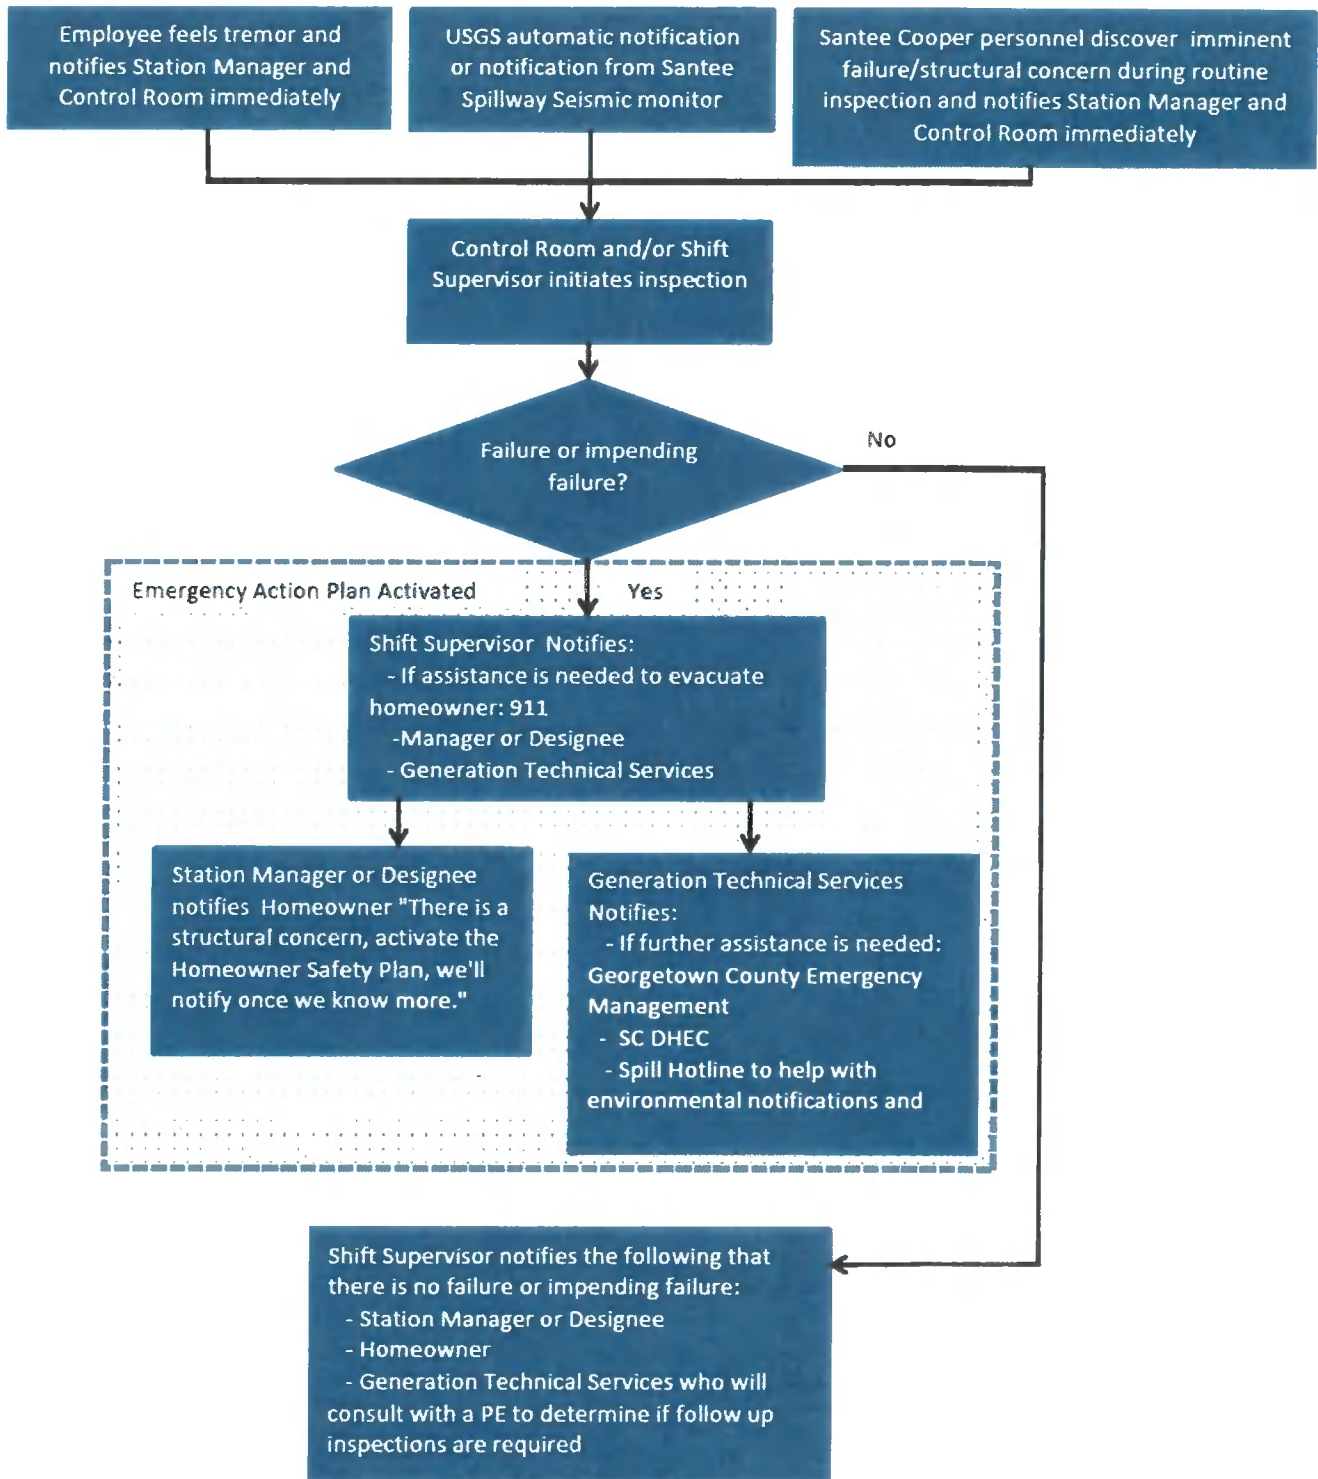 Employee feels tremor and
notifies Station Manager and
Control Room immediately
USGS automatic notification
or notification from Santee
Spillway Seismic monitor
Santee Cooper personnel discover imminent
failure/structural concern during routine
inspection and notifies Station Manager and
Control Room immediately
Control Room and/or Shift
Supervisor initiates inspection
Failure or impending
failure?
No
Emergency Action Plan Activated
Yes
Shift Supervisor Notifies:
- If assistance is needed to evacuate
homeowner: 911
-Manager or Designee
- Generation Technical Services
Station Manager or Designee
notifies Homeowner "There is a
structural concern, activate the
Homeowner Safety Plan, we'll
notify once we know more."
Generation Technical Services
Notifies:
- If further assistance is needed:
Georgetown County Emergency
Management
- SC DHEC
- Spill Hotline to help with
environmental notifications and
Shift Supervisor notifies the following that
there is no failure or impending failure:
- Station Manager or Designee
- Homeowner
- Generation Technical Services who will
consult with a PE to determine if follow up
inspections are required